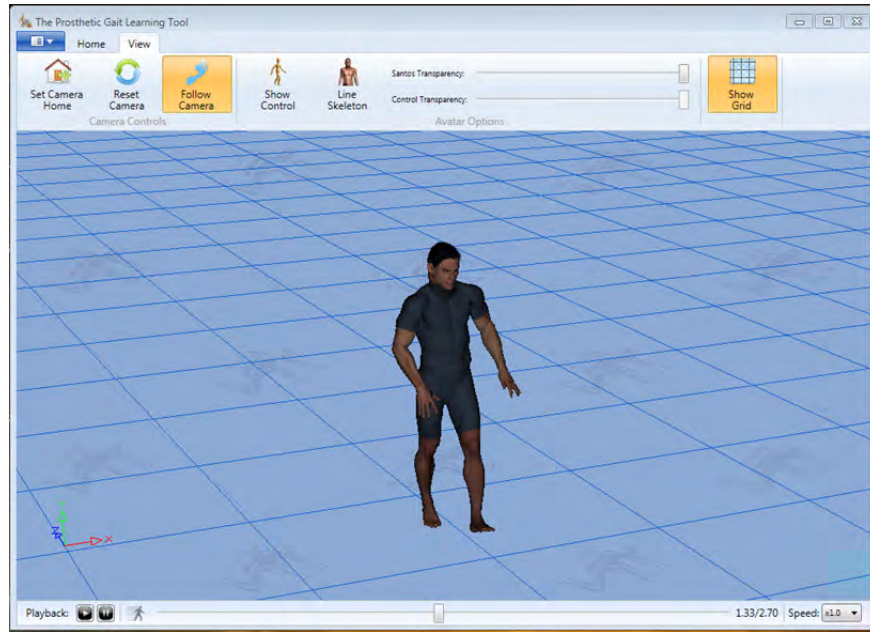 The Prosthetic Gait Learning Tool
Home View
Set Camera Home
Reset Camera
Follow Camera
Show Control
Line Skeleton
Santos Transparency:
Control Transparency:
Show Grid
Camera Controls
Avatar Options
Y
Z
X
Playback: 1.33/2.70 Speed: x1.0